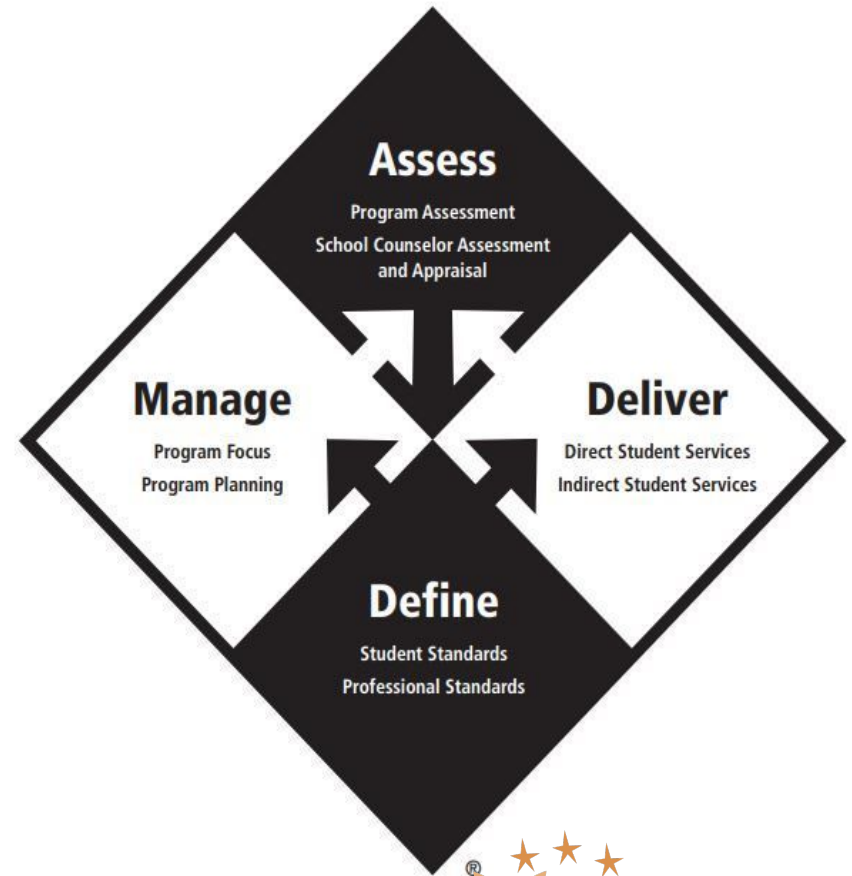 Assess
Program Assessment
School Counselor Assessment
and Appraisal
Manage
Program Focus
Program Planning
Deliver
Direct Student Services
Indirect Student Services
Define
Student Standards
Professional Standards
®